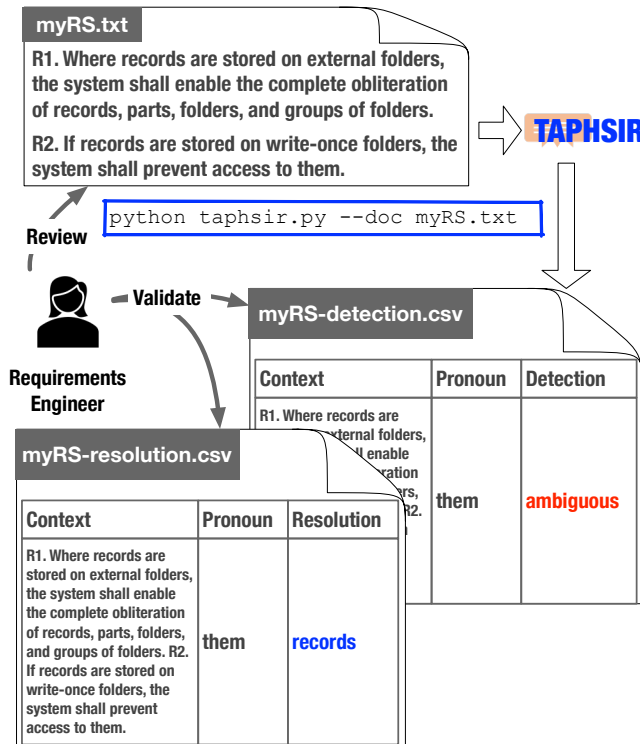 myRS.txt
R1. Where records are stored on external folders,
the system shall enable the complete obliteration
of records, parts, folders, and groups of folders.
R2. If records are stored on write-once folders, the
system shall prevent access to them.
TAPHSIR
python taphsir.py --doc myRS.txt
Review
Validate
Requirements
Engineer
myRS-detection.csv
Context Pronoun Detection
R1. Where records are
external folders,
enable
ers,
R2.
them
ambiguous
myRS-resolution.csv
Context Pronoun Resolution
R1. Where records are
stored on external folders,
the system shall enable
the complete obliteration
of records, parts, folders,
and groups of folders. R2.
If records are stored on
write-once folders, the
system shall prevent
access to them.
them
records